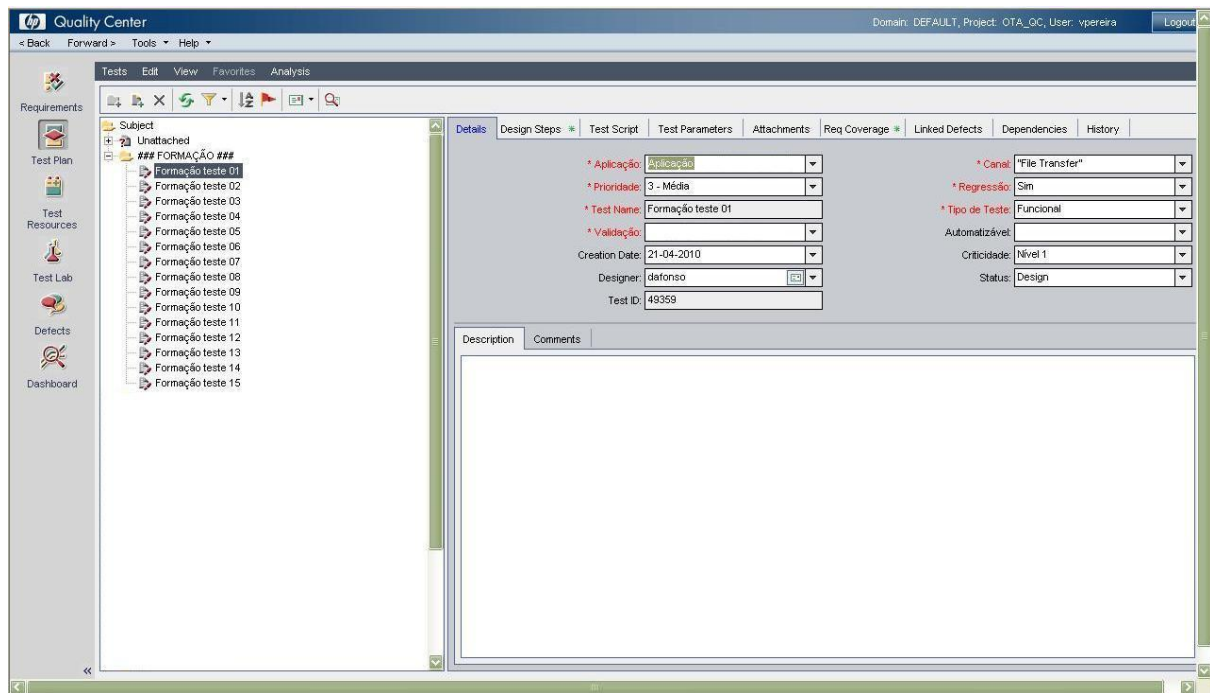 hp Quality Center
Domain: DEFAULT, Project: OTA_QC, User: vpereira
Logout
< Back Forward > Tools Help
Tests Edit View Favorites Analysis
Requirements
Test Plan
Test Resources
Test Lab
Defects
Dashboard
«
Subject
Unattached
### FORMAÇÃO ###
Formação teste 01
Formação teste 02
Formação teste 03
Formação teste 04
Formação teste 05
Formação teste 06
Formação teste 07
Formação teste 08
Formação teste 09
Formação teste 10
Formação teste 11
Formação teste 12
Formação teste 13
Formação teste 14
Formação teste 15
Details Design Steps * Test Script Test Parameters Attachments Req Coverage * Linked Defects Dependencies History
* Aplicação: Aplicação * Canal: "File Transfer"
* Prioridade: 3 - Média * Regressão: Sim
* Test Name: Formação teste 01 * Tipo de Teste: Funcional
* Validação: Automatizável:
Creation Date: 21-04-2010 Criticidade: Nível 1
Designer: dafonso Status: Design
Test ID: 49359
Description Comments